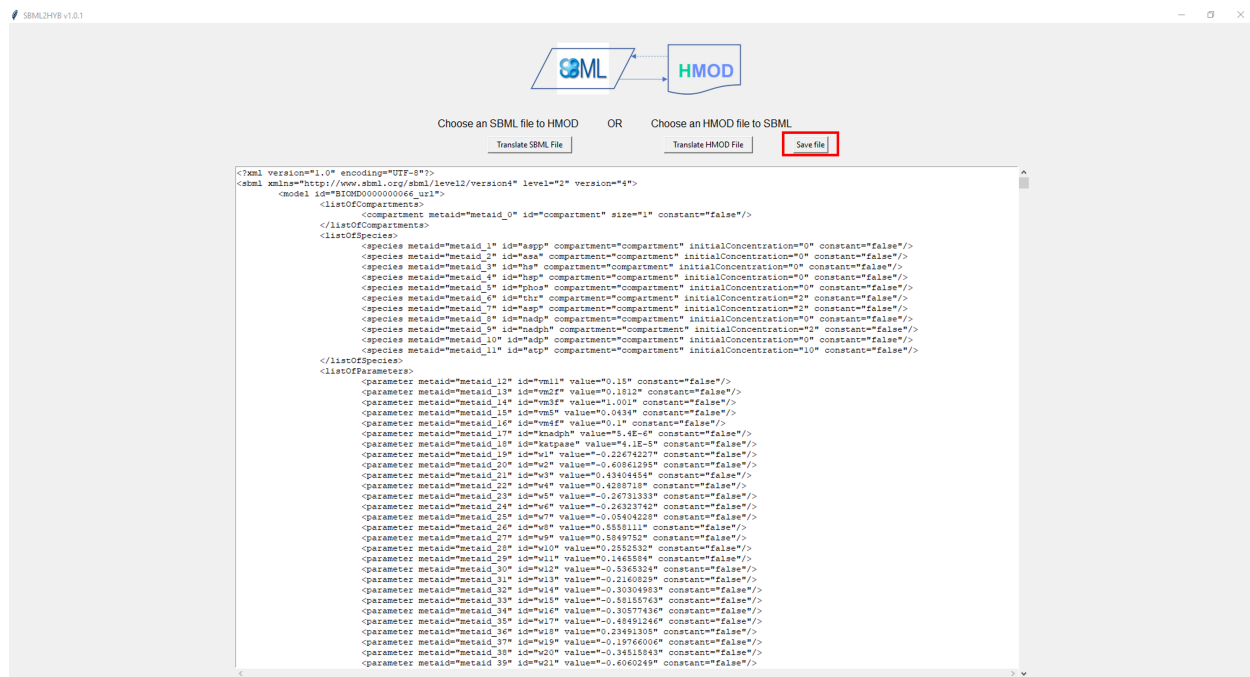 SBML2HYB v1.0.1
SBML
HMOD
Choose an SBML file to HMOD OR Choose an HMOD file to SBML
Translate SBML File Translate HMOD File Save file
<?xml version="1.0" encoding="UTF-8"?>
<sbml xmlns="http://www.sbml.org/sbml/level2/version4" level="2" version="4">
<model id="BIOMD0000000066_url">
<listOfCompartments>
<compartment metaid="metaid_0" id="compartment" size="1" constant="false"/>
</listOfCompartments>
<listOfSpecies>
<species metaid="metaid_1" id="aspp" compartment="compartment" initialConcentration="0" constant="false"/>
<species metaid="metaid_2" id="asa" compartment="compartment" initialConcentration="0" constant="false"/>
<species metaid="metaid_3" id="hs" compartment="compartment" initialConcentration="0" constant="false"/>
<species metaid="metaid_4" id="hsp" compartment="compartment" initialConcentration="0" constant="false"/>
<species metaid="metaid_5" id="phos" compartment="compartment" initialConcentration="0" constant="false"/>
<species metaid="metaid_6" id="thr" compartment="compartment" initialConcentration="2" constant="false"/>
<species metaid="metaid_7" id="asp" compartment="compartment" initialConcentration="2" constant="false"/>
<species metaid="metaid_8" id="nadp" compartment="compartment" initialConcentration="0" constant="false"/>
<species metaid="metaid_9" id="nadph" compartment="compartment" initialConcentration="2" constant="false"/>
<species metaid="metaid_10" id="adp" compartment="compartment" initialConcentration="0" constant="false"/>
<species metaid="metaid_11" id="atp" compartment="compartment" initialConcentration="10" constant="false"/>
</listOfSpecies>
<listOfParameters>
<parameter metaid="metaid_12" id="vm11" value="0.15" constant="false"/>
<parameter metaid="metaid_13" id="vm2f" value="0.1812" constant="false"/>
<parameter metaid="metaid_14" id="vm3f" value="1.001" constant="false"/>
<parameter metaid="metaid_15" id="vm5" value="0.0434" constant="false"/>
<parameter metaid="metaid_16" id="vm4f" value="0.1" constant="false"/>
<parameter metaid="metaid_17" id="knadph" value="5.4E-6" constant="false"/>
<parameter metaid="metaid_18" id="katpase" value="4.1E-5" constant="false"/>
<parameter metaid="metaid_19" id="w1" value="-0.22674227" constant="false"/>
<parameter metaid="metaid_20" id="w2" value="-0.60861295" constant="false"/>
<parameter metaid="metaid_21" id="w3" value="0.43404454" constant="false"/>
<parameter metaid="metaid_22" id="w4" value="0.4288718" constant="false"/>
<parameter metaid="metaid_23" id="w5" value="-0.26731333" constant="false"/>
<parameter metaid="metaid_24" id="w6" value="-0.26323742" constant="false"/>
<parameter metaid="metaid_25" id="w7" value="-0.05404228" constant="false"/>
<parameter metaid="metaid_26" id="w8" value="0.5558111" constant="false"/>
<parameter metaid="metaid_27" id="w9" value="0.5849752" constant="false"/>
<parameter metaid="metaid_28" id="w10" value="0.2552532" constant="false"/>
<parameter metaid="metaid_29" id="w11" value="0.1465584" constant="false"/>
<parameter metaid="metaid_30" id="w12" value="-0.5365324" constant="false"/>
<parameter metaid="metaid_31" id="w13" value="-0.2160829" constant="false"/>
<parameter metaid="metaid_32" id="w14" value="-0.30304983" constant="false"/>
<parameter metaid="metaid_33" id="w15" value="-0.58155763" constant="false"/>
<parameter metaid="metaid_34" id="w16" value="-0.30577436" constant="false"/>
<parameter metaid="metaid_35" id="w17" value="-0.48491246" constant="false"/>
<parameter metaid="metaid_36" id="w18" value="0.23491305" constant="false"/>
<parameter metaid="metaid_37" id="w19" value="-0.19766006" constant="false"/>
<parameter metaid="metaid_38" id="w20" value="-0.34515843" constant="false"/>
<parameter metaid="metaid_39" id="w21" value="-0.6060249" constant="false"/>